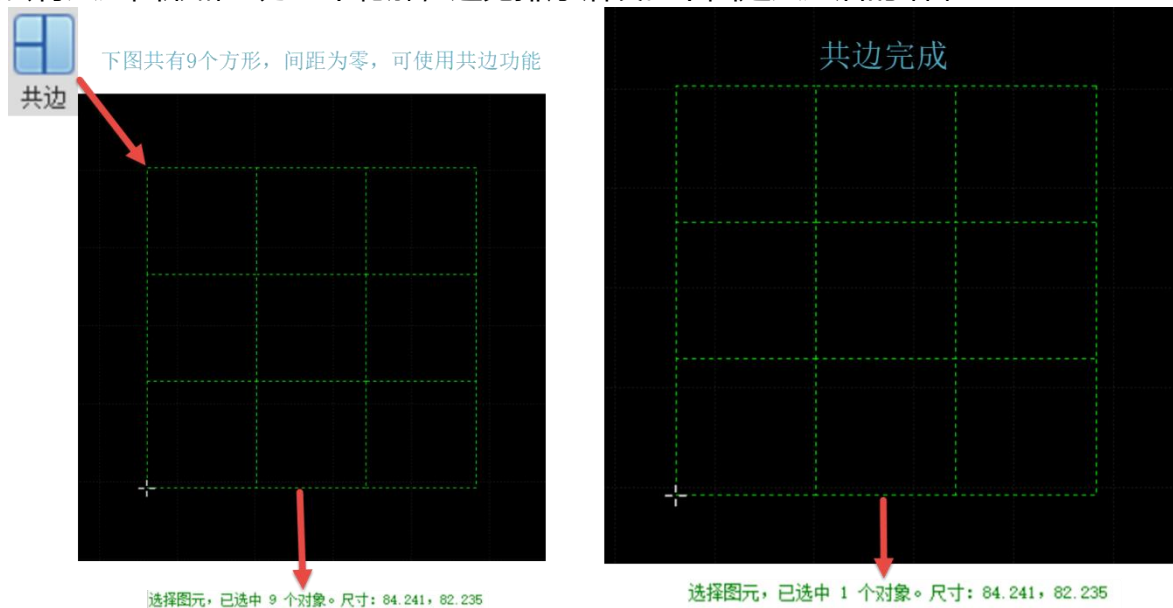 下图共有9个方形，间距为零，可使用共边功能
共边
共边完成
选择图元，已选中 9 个对象。尺寸：84.241，82.235
选择图元，已选中 1 个对象。尺寸：84.241，82.235